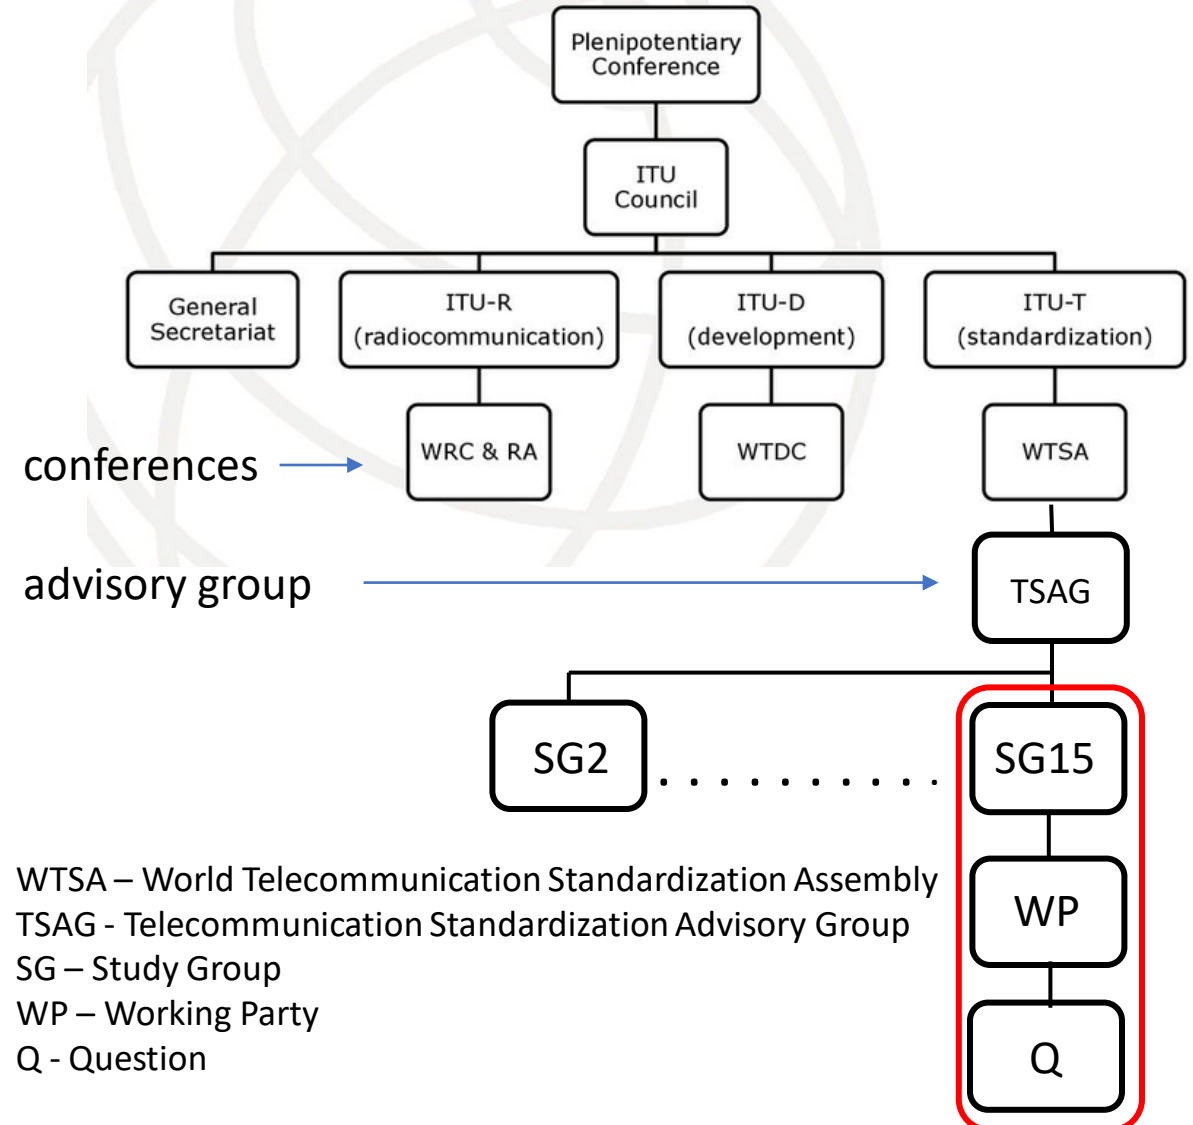 Plenipotentiary
Conference
ITU
Council
General
Secretariat
ITU-R
(radiocommunication)
ITU-D
(development)
ITU-T
(standardization)
conferences
WRC & RA
WTDC
WTSA
advisory group
TSAG
SG2
. . . . . . . . . .
SG15
WP
Q
WTSA – World Telecommunication Standardization Assembly
TSAG - Telecommunication Standardization Advisory Group
SG – Study Group
WP – Working Party
Q - Question